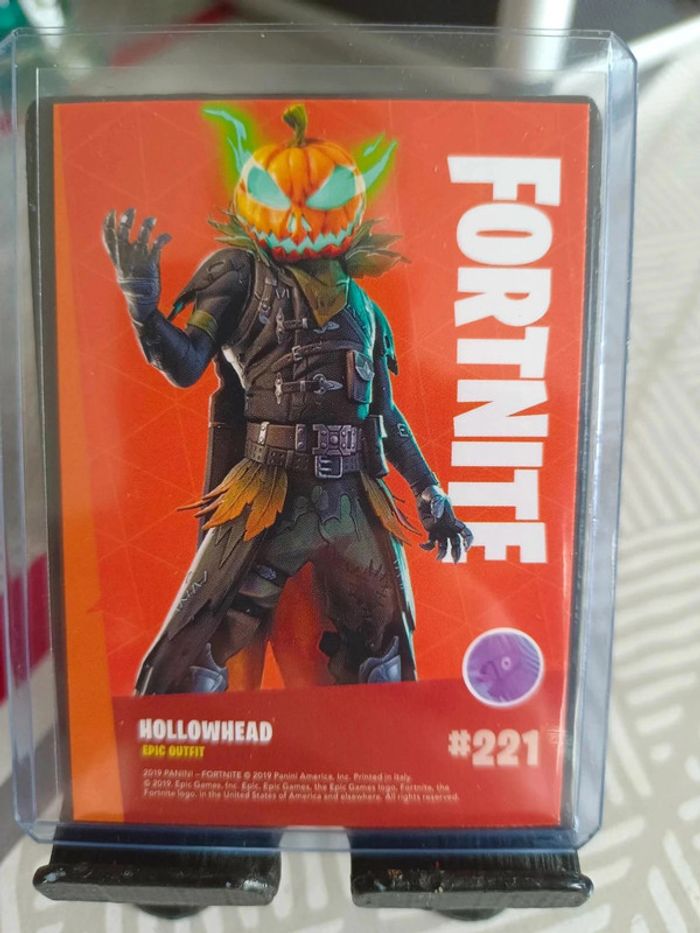 FORTNITE
HOLLOWHEAD
EPIC OUTFIT
#221
2019 PANINI – FORTNITE © 2019 Panini America, Inc. Printed in Italy.
© 2019, Epic Games, Inc. Epic, Epic Games, the Epic Games logo, Fortnite, the
Fortnite logo, in the United States of America and elsewhere. All rights reserved.